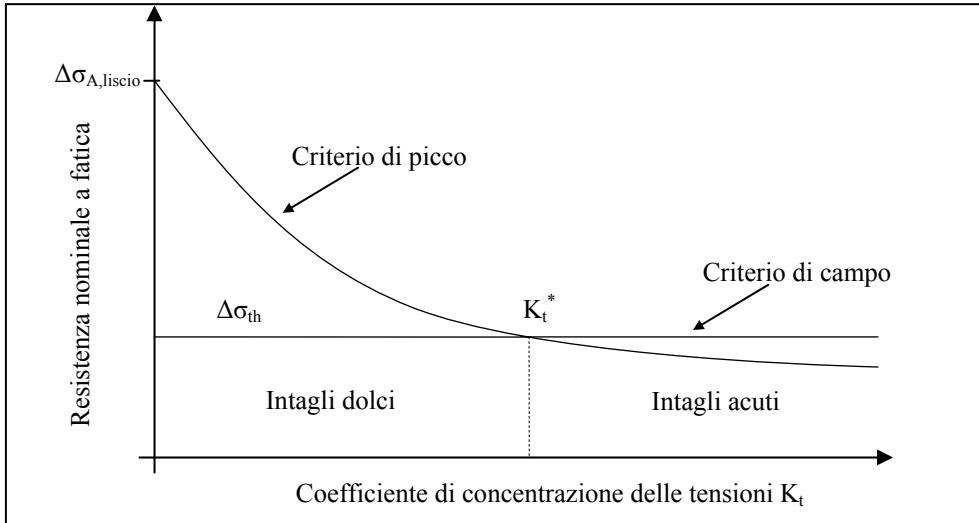 Δσ_A,liscio
Resistenza nominale a fatica
Criterio di picco
Criterio di campo
Δσ_th
K_t^*
Intagli dolci
Intagli acuti
Coefficiente di concentrazione delle tensioni K_t